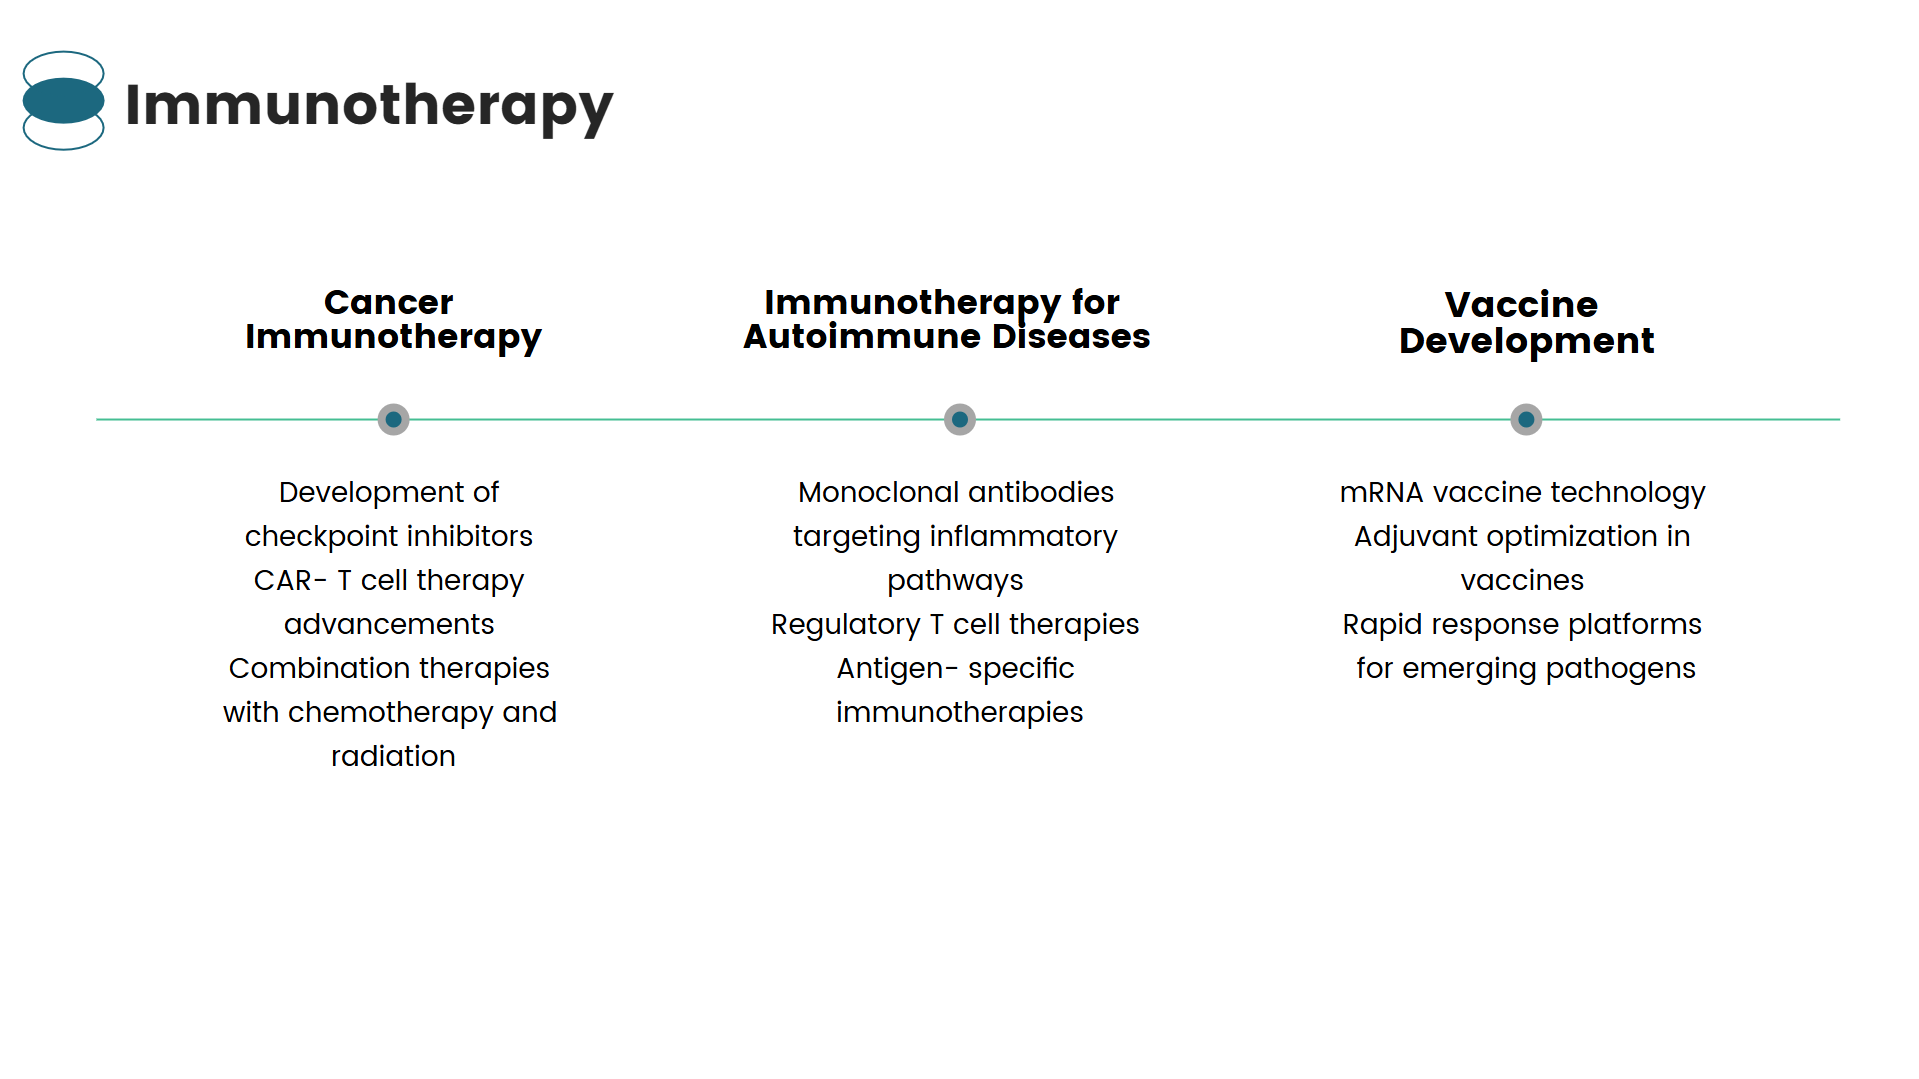 Immunotherapy
Cancer
Immunotherapy
Development of
checkpoint inhibitors
CAR- T cell therapy
advancements
Combination therapies
with chemotherapy and
radiation
Immunotherapy for
Autoimmune Diseases
Monoclonal antibodies
targeting inflammatory
pathways
Regulatory T cell therapies
Antigen- specific
immunotherapies
Vaccine
Development
mRNA vaccine technology
Adjuvant optimization in
vaccines
Rapid response platforms
for emerging pathogens